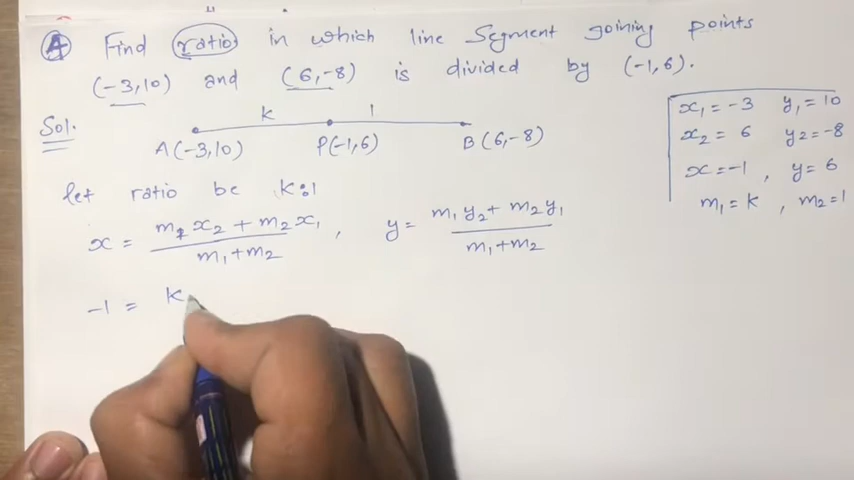 A Find ratio in which line Segment joining points
(-3,10) and (6,-8) is divided by (-1,6).
Sol.
k 1
A(-3,10) P(-1,6) B(6,-8)
x₁ = -3 y₁ = 10
x₂ = 6 y₂ = -8
x = -1 , y = 6
m₁ = k , m₂ = 1
let ratio be k:1
x = (m₁x₂ + m₂x₁)/(m₁+m₂) , y = (m₁y₂ + m₂y₁)/(m₁+m₂)
-1 = k